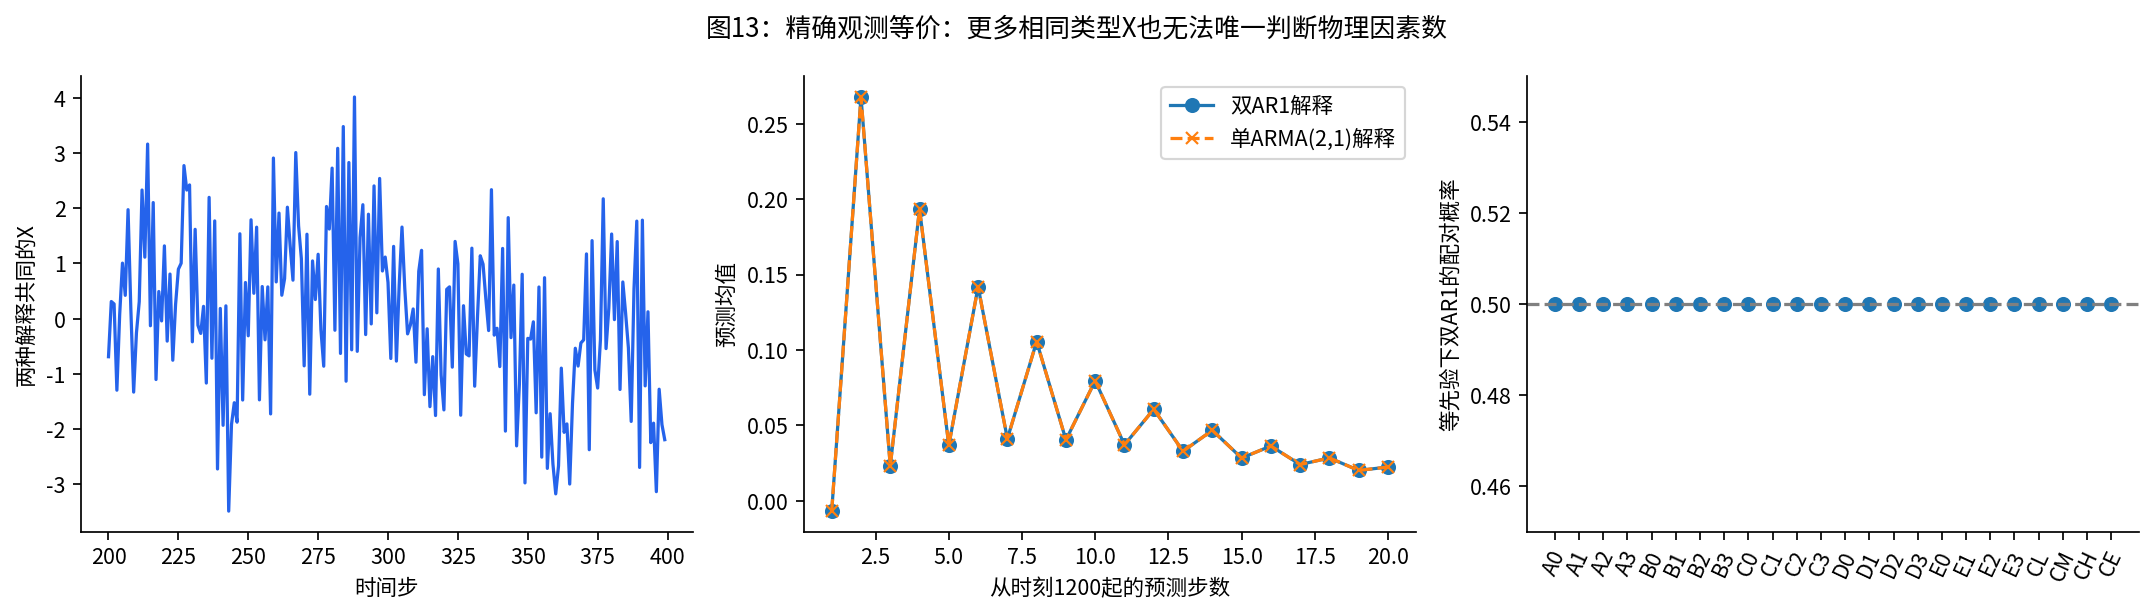 图13：精确观测等价：更多相同类型X也无法唯一判断物理因素数
两种解释共同的X
4
3
2
1
0
-1
-2
-3
200 225 250 275 300 325 350 375 400
时间步
预测均值
0.25
0.20
0.15
0.10
0.05
0.00
双AR1解释
单ARMA(2,1)解释
2.5 5.0 7.5 10.0 12.5 15.0 17.5 20.0
从时刻1200起的预测步数
等先验下双AR1的配对概率
0.54
0.52
0.50
0.48
0.46
A0 A1 A2 A3 B0 B1 B2 B3 C0 C1 C2 C3 D0 D1 D2 D3 E0 E1 E2 E3 CL CM CH CE